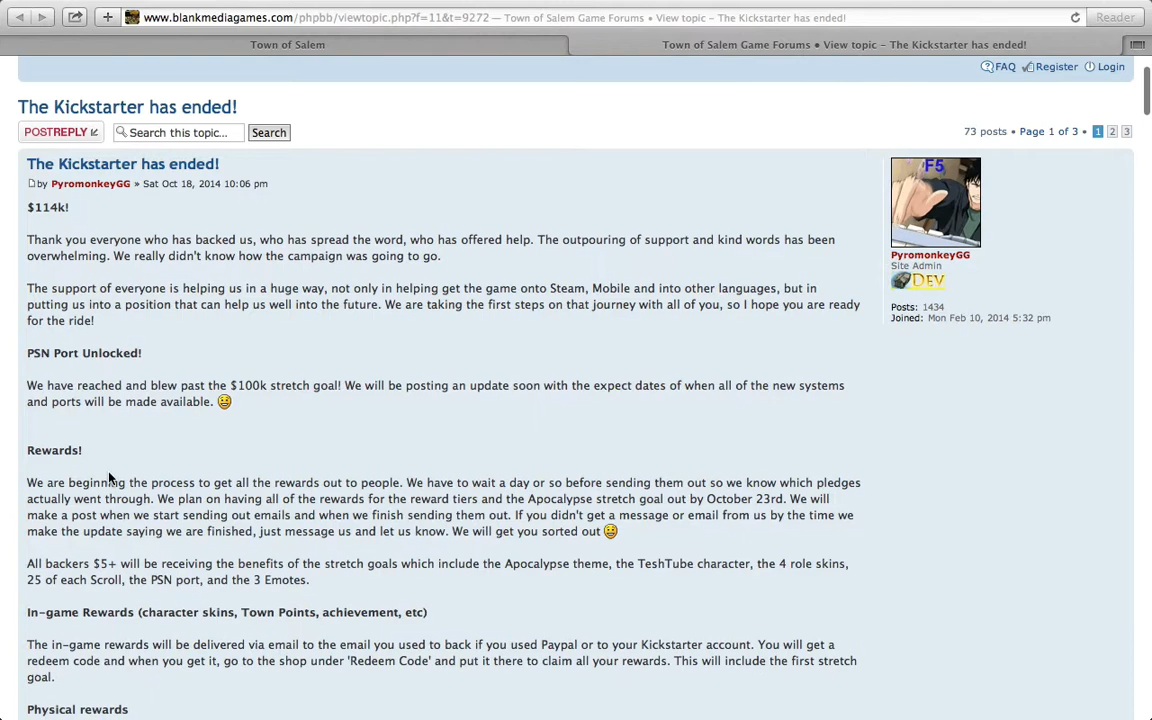 www.blankmediagames.com/phpbb/viewtopic.php?f=11&t=9272 — Town of Salem Game Forums • View topic – The Kickstarter has ended!
Reader
Town of Salem
Town of Salem Game Forums • View topic – The Kickstarter has ended!
FAQ Register Login
The Kickstarter has ended!
POSTREPLY Search this topic... Search 73 posts • Page 1 of 3 • 1 2 3
The Kickstarter has ended!
by PyromonkeyGG » Sat Oct 18, 2014 10:06 pm
$114k!
Thank you everyone who has backed us, who has spread the word, who has offered help. The outpouring of support and kind words has been
overwhelming. We really didn't know how the campaign was going to go.
The support of everyone is helping us in a huge way, not only in helping get the game onto Steam, Mobile and into other languages, but in
putting us into a position that can help us well into the future. We are taking the first steps on that journey with all of you, so I hope you are ready
for the ride!
PSN Port Unlocked!
We have reached and blew past the $100k stretch goal! We will be posting an update soon with the expect dates of when all of the new systems
and ports will be made available.
Rewards!
We are beginning the process to get all the rewards out to people. We have to wait a day or so before sending them out so we know which pledges
actually went through. We plan on having all of the rewards for the reward tiers and the Apocalypse stretch goal out by October 23rd. We will
make a post when we start sending out emails and when we finish sending them out. If you didn't get a message or email from us by the time we
make the update saying we are finished, just message us and let us know. We will get you sorted out
All backers $5+ will be receiving the benefits of the stretch goals which include the Apocalypse theme, the TeshTube character, the 4 role skins,
25 of each Scroll, the PSN port, and the 3 Emotes.
In-game Rewards (character skins, Town Points, achievement, etc)
The in-game rewards will be delivered via email to the email you used to back if you used Paypal or to your Kickstarter account. You will get a
redeem code and when you get it, go to the shop under 'Redeem Code' and put it there to claim all your rewards. This will include the first stretch
goal.
Physical rewards
F5
PyromonkeyGG
Site Admin
DEV
Posts: 1434
Joined: Mon Feb 10, 2014 5:32 pm